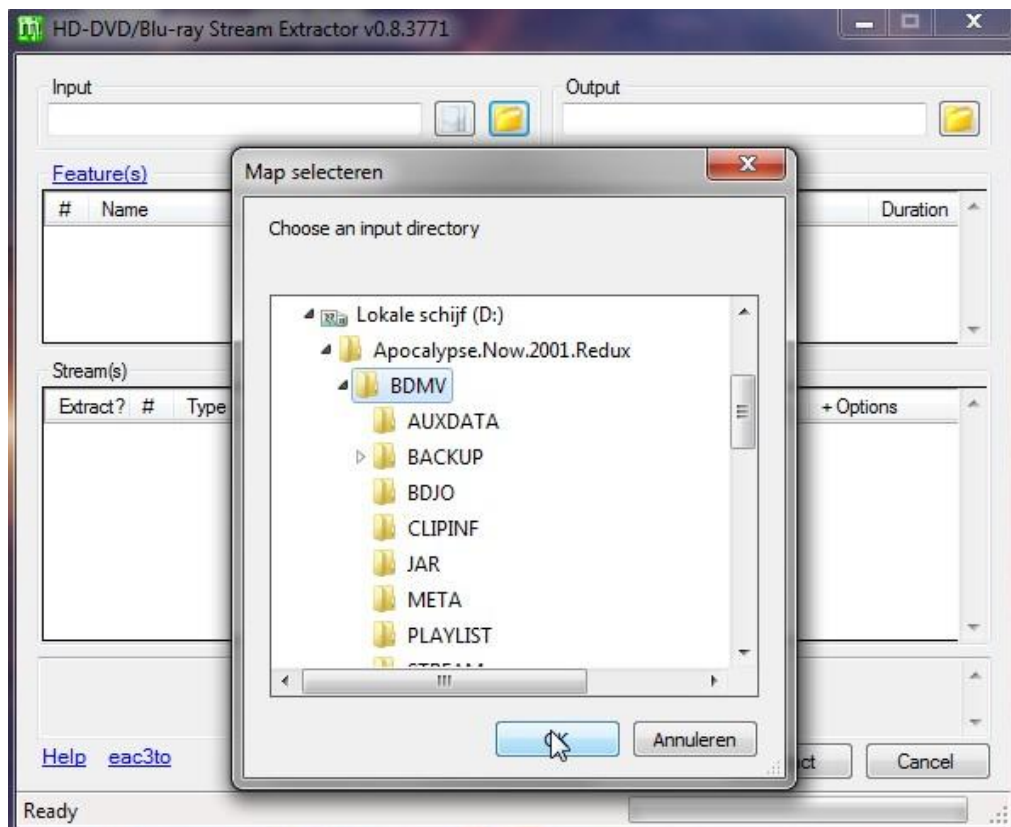 HD-DVD/Blu-ray Stream Extractor v0.8.3771
Input
Output
Feature(s)
# Name
Duration
Map selecteren
Choose an input directory
Lokale schijf (D:)
Apocalypse.Now.2001.Redux
BDMV
AUXDATA
BACKUP
BDJO
CLIPINF
JAR
META
PLAYLIST
Stream(s)
Extract? # Type
+ Options
Annuleren
Help eac3to
Cancel
Ready